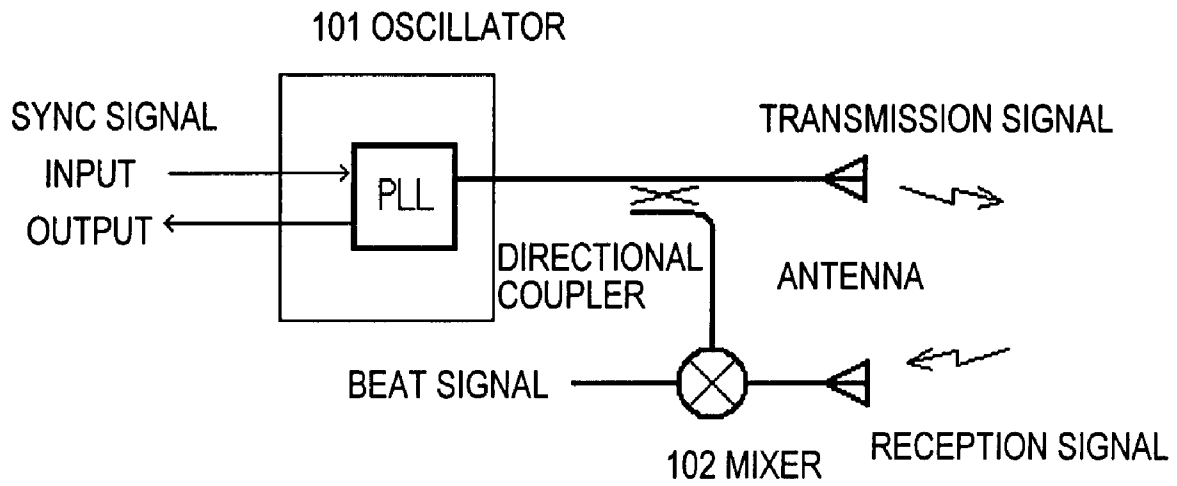 101 OSCILLATOR
SYNC SIGNAL
INPUT
OUTPUT
PLL
TRANSMISSION SIGNAL
DIRECTIONAL
COUPLER
ANTENNA
BEAT SIGNAL
102 MIXER
RECEPTION SIGNAL